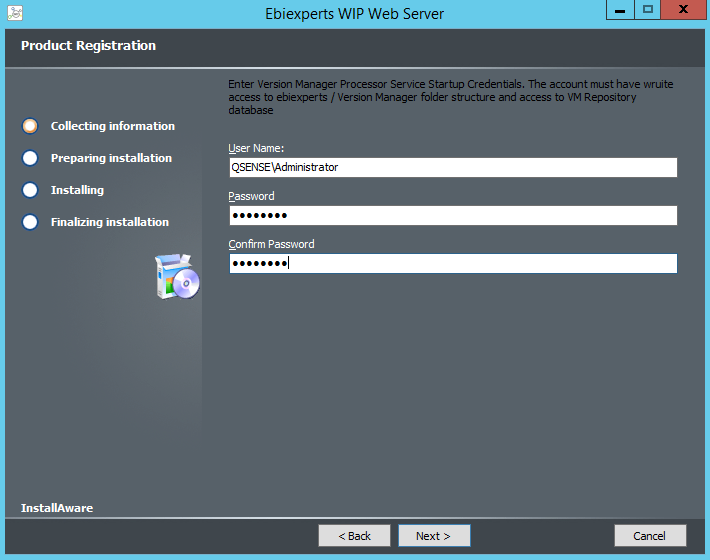 Ebiexperts WIP Web Server
Product Registration
Enter Version Manager Processor Service Startup Credentials. The account must have wruite
access to ebiexperts / Version Manager folder structure and access to VM Repository
database
Collecting information
Preparing installation
Installing
Finalizing installation
User Name:
QSENSE\Administrator
Password
●●●●●●●●
Confirm Password
●●●●●●●●
InstallAware
< Back
Next >
Cancel